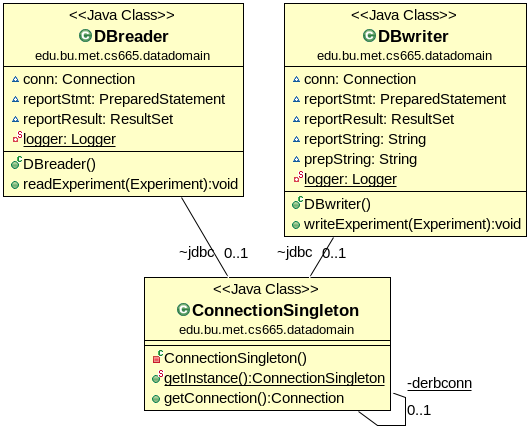 <<Java Class>>
DBreader
edu.bu.met.cs665.datadomain
conn: Connection
reportStmt: PreparedStatement
reportResult: ResultSet
logger: Logger
DBreader()
readExperiment(Experiment):void
<<Java Class>>
DBwriter
edu.bu.met.cs665.datadomain
conn: Connection
reportStmt: PreparedStatement
reportResult: ResultSet
reportString: String
prepString: String
logger: Logger
DBwriter()
writeExperiment(Experiment):void
~jdbc 0..1
~jdbc 0..1
<<Java Class>>
ConnectionSingleton
edu.bu.met.cs665.datadomain
ConnectionSingleton()
getInstance():ConnectionSingleton
getConnection():Connection
-derbconn
0..1